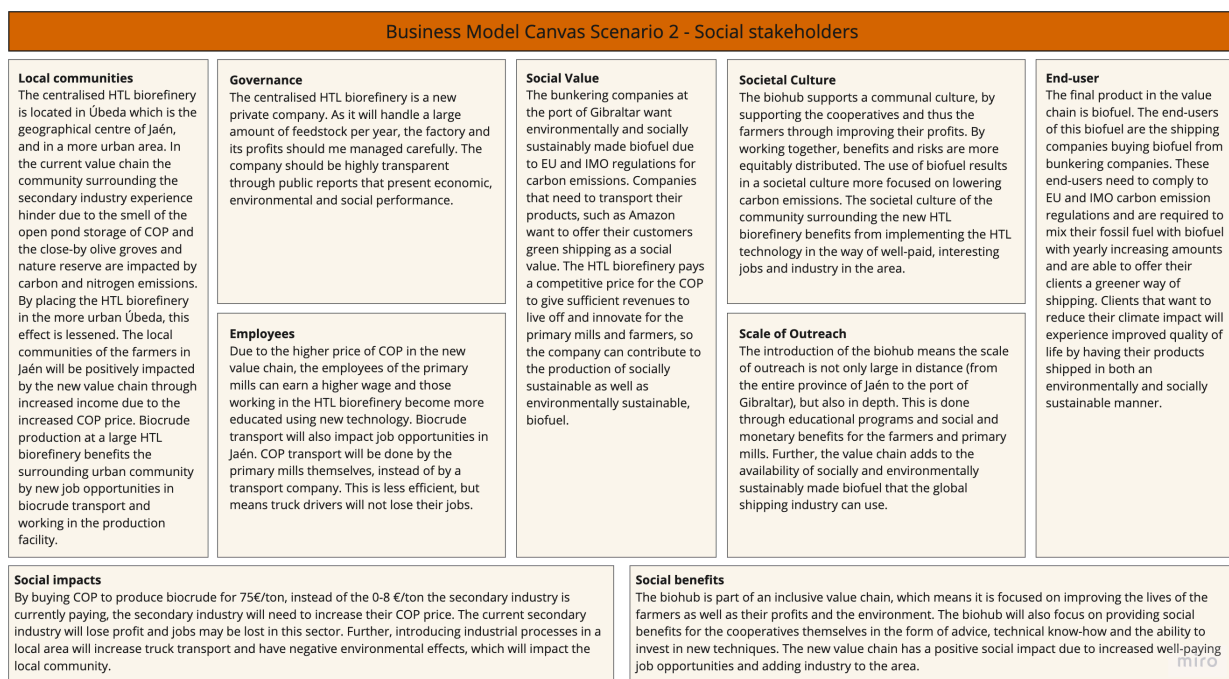 Business Model Canvas Scenario 2 - Social stakeholders
Local communities
The centralised HTL biorefinery
is located in Úbeda which is the
geographical centre of Jaén,
and in a more urban area. In
the current value chain the
community surrounding the
secondary industry experience
hinder due to the smell of the
open pond storage of COP and
the close-by olive groves and
nature reserve are impacted by
carbon and nitrogen emissions.
By placing the HTL biorefinery
in the more urban Úbeda, this
effect is lessened. The local
communities of the farmers in
Jaén will be positively impacted
by the new value chain through
increased income due to the
increased COP price. Biocrude
production at a large HTL
biorefinery benefits the
surrounding urban community
by new job opportunities in
biocrude transport and
working in the production
facility.
Governance
The centralised HTL biorefinery is a new
private company. As it will handle a large
amount of feedstock per year, the factory and
its profits should me managed carefully. The
company should be highly transparent
through public reports that present economic,
environmental and social performance.
Employees
Due to the higher price of COP in the new
value chain, the employees of the primary
mills can earn a higher wage and those
working in the HTL biorefinery become more
educated using new technology. Biocrude
transport will also impact job opportunities in
Jaén. COP transport will be done by the
primary mills themselves, instead of by a
transport company. This is less efficient, but
means truck drivers will not lose their jobs.
Social Value
The bunkering companies at
the port of Gibraltar want
environmentally and socially
sustainably made biofuel due
to EU and IMO regulations for
carbon emissions. Companies
that need to transport their
products, such as Amazon
want to offer their customers
green shipping as a social
value. The HTL biorefinery pays
a competitive price for the COP
to give sufficient revenues to
live off and innovate for the
primary mills and farmers, so
the company can contribute to
the production of socially
sustainable as well as
environmentally sustainable,
biofuel.
Societal Culture
The biohub supports a communal culture, by
supporting the cooperatives and thus the
farmers through improving their profits. By
working together, benefits and risks are more
equitably distributed. The use of biofuel results
in a societal culture more focused on lowering
carbon emissions. The societal culture of the
community surrounding the new HTL
biorefinery benefits from implementing the HTL
technology in the way of well-paid, interesting
jobs and industry in the area.
Scale of Outreach
The introduction of the biohub means the scale
of outreach is not only large in distance (from
the entire province of Jaén to the port of
Gibraltar), but also in depth. This is done
through educational programs and social and
monetary benefits for the farmers and primary
mills. Further, the value chain adds to the
availability of socially and environmentally
sustainably made biofuel that the global
shipping industry can use.
End-user
The final product in the value
chain is biofuel. The end-users
of this biofuel are the shipping
companies buying biofuel from
bunkering companies. These
end-users need to comply to
EU and IMO carbon emission
regulations and are required to
mix their fossil fuel with biofuel
with yearly increasing amounts
and are able to offer their
clients a greener way of
shipping. Clients that want to
reduce their climate impact will
experience improved quality of
life by having their products
shipped in both an
environmentally and socially
sustainable manner.
Social impacts
By buying COP to produce biocrude for 75€/ton, instead of the 0-8 €/ton the secondary industry is
currently paying, the secondary industry will need to increase their COP price. The current secondary
industry will lose profit and jobs may be lost in this sector. Further, introducing industrial processes in a
local area will increase truck transport and have negative environmental effects, which will impact the
local community.
Social benefits
The biohub is part of an inclusive value chain, which means it is focused on improving the lives of the
farmers as well as their profits and the environment. The biohub will also focus on providing social
benefits for the cooperatives themselves in the form of advice, technical know-how and the ability to
invest in new techniques. The new value chain has a positive social impact due to increased well-paying
job opportunities and adding industry to the area.
miro